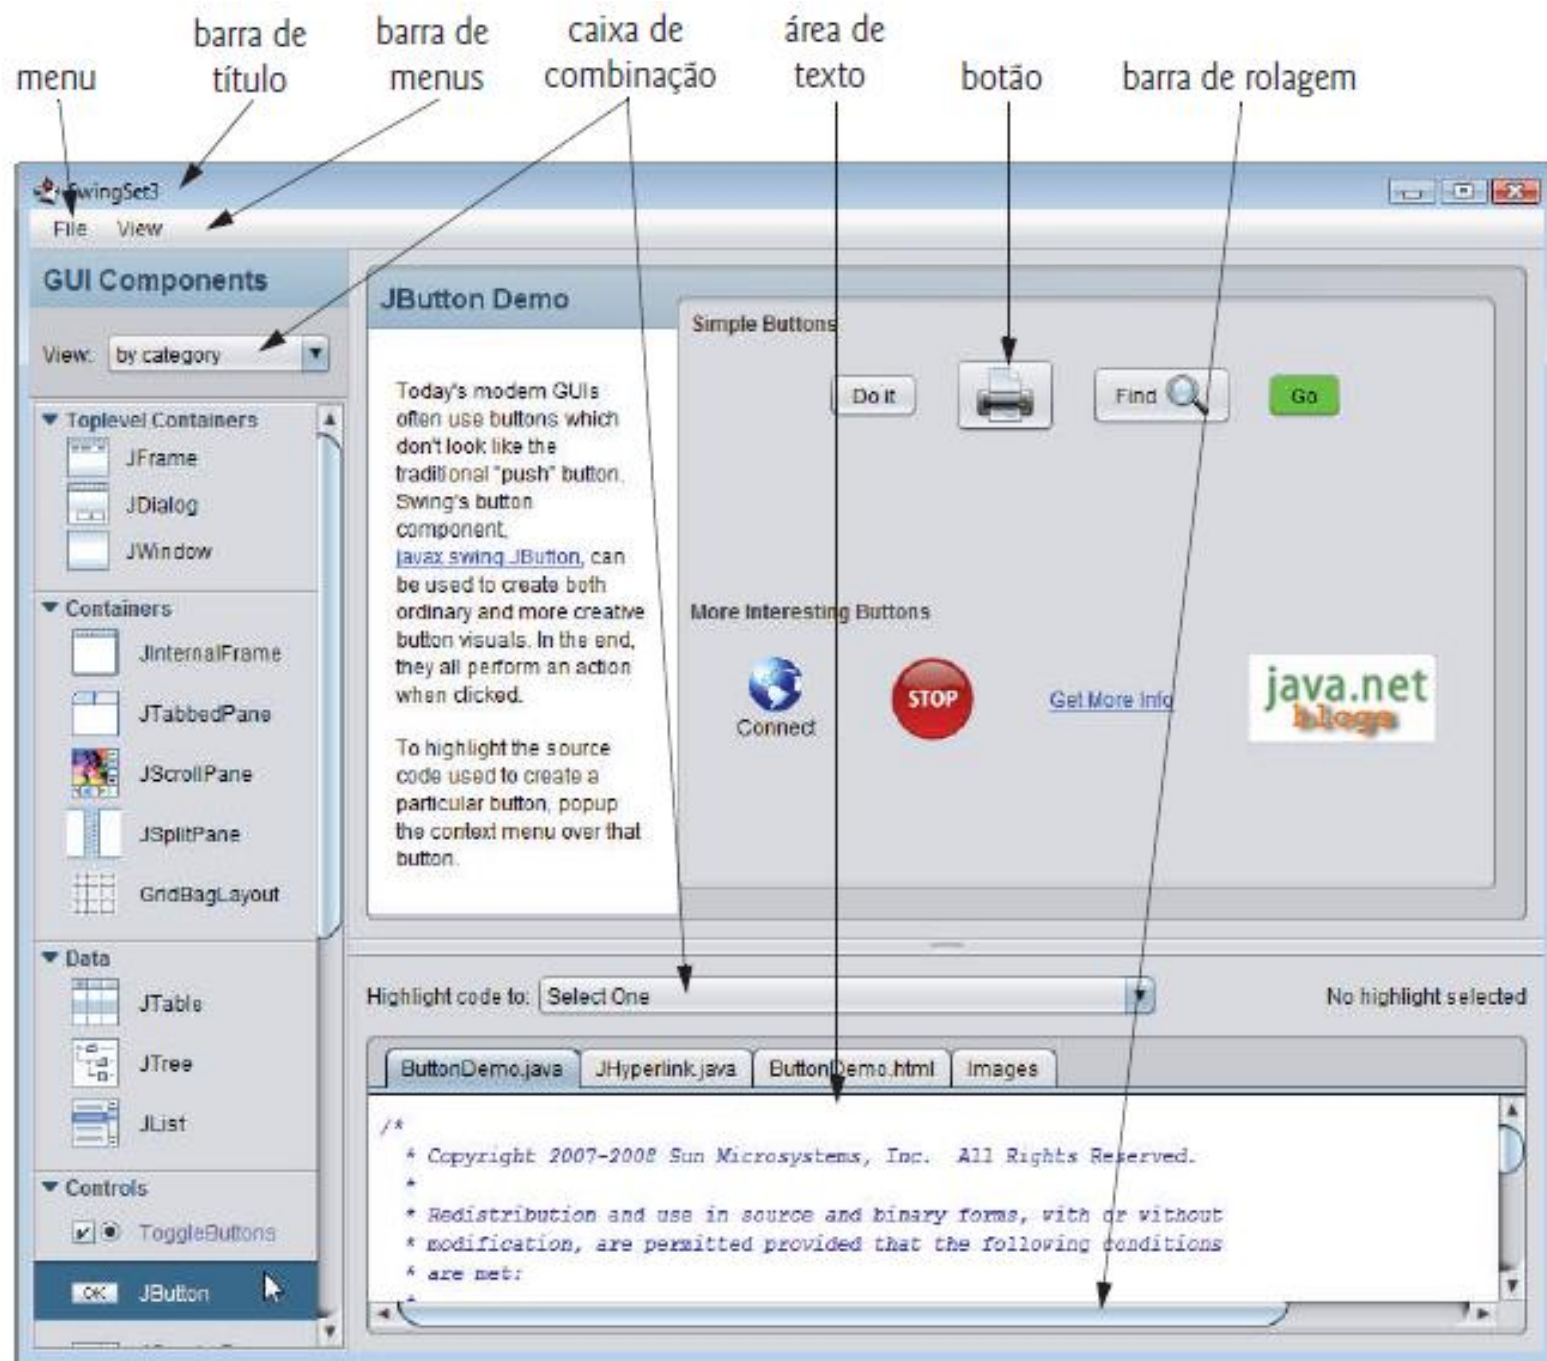 menu
barra de
título
barra de
menus
caixa de
combinação
área de
texto
botão
barra de rolagem
SwingSet3
File View
GUI Components
View: by category
Toplevel Containers
JFrame
JDialog
JWindow
Containers
JInternalFrame
JTabbedPane
JScrollPane
JSplitPane
GridBagLayout
Data
JTable
JTree
JList
Controls
ToggleButtons
OK JButton
JButton Demo
Today's modern GUIs
often use buttons which
don't look like the
traditional "push" button.
Swing's button
component,
javax.swing.JButton, can
be used to create both
ordinary and more creative
button visuals. In the end,
they all perform an action
when clicked.
To highlight the source
code used to create a
particular button, popup
the context menu over that
button.
Simple Buttons
Do it Find Go
More Interesting Buttons
Connect
STOP
Get More Info
java.net
blogs
Highlight code to: Select One
No highlight selected
ButtonDemo.java JHyperlink.java ButtonDemo.html Images
/*
* Copyright 2007-2008 Sun Microsystems, Inc. All Rights Reserved.
*
* Redistribution and use in source and binary forms, with or without
* modification, are permitted provided that the following conditions
* are met:
*